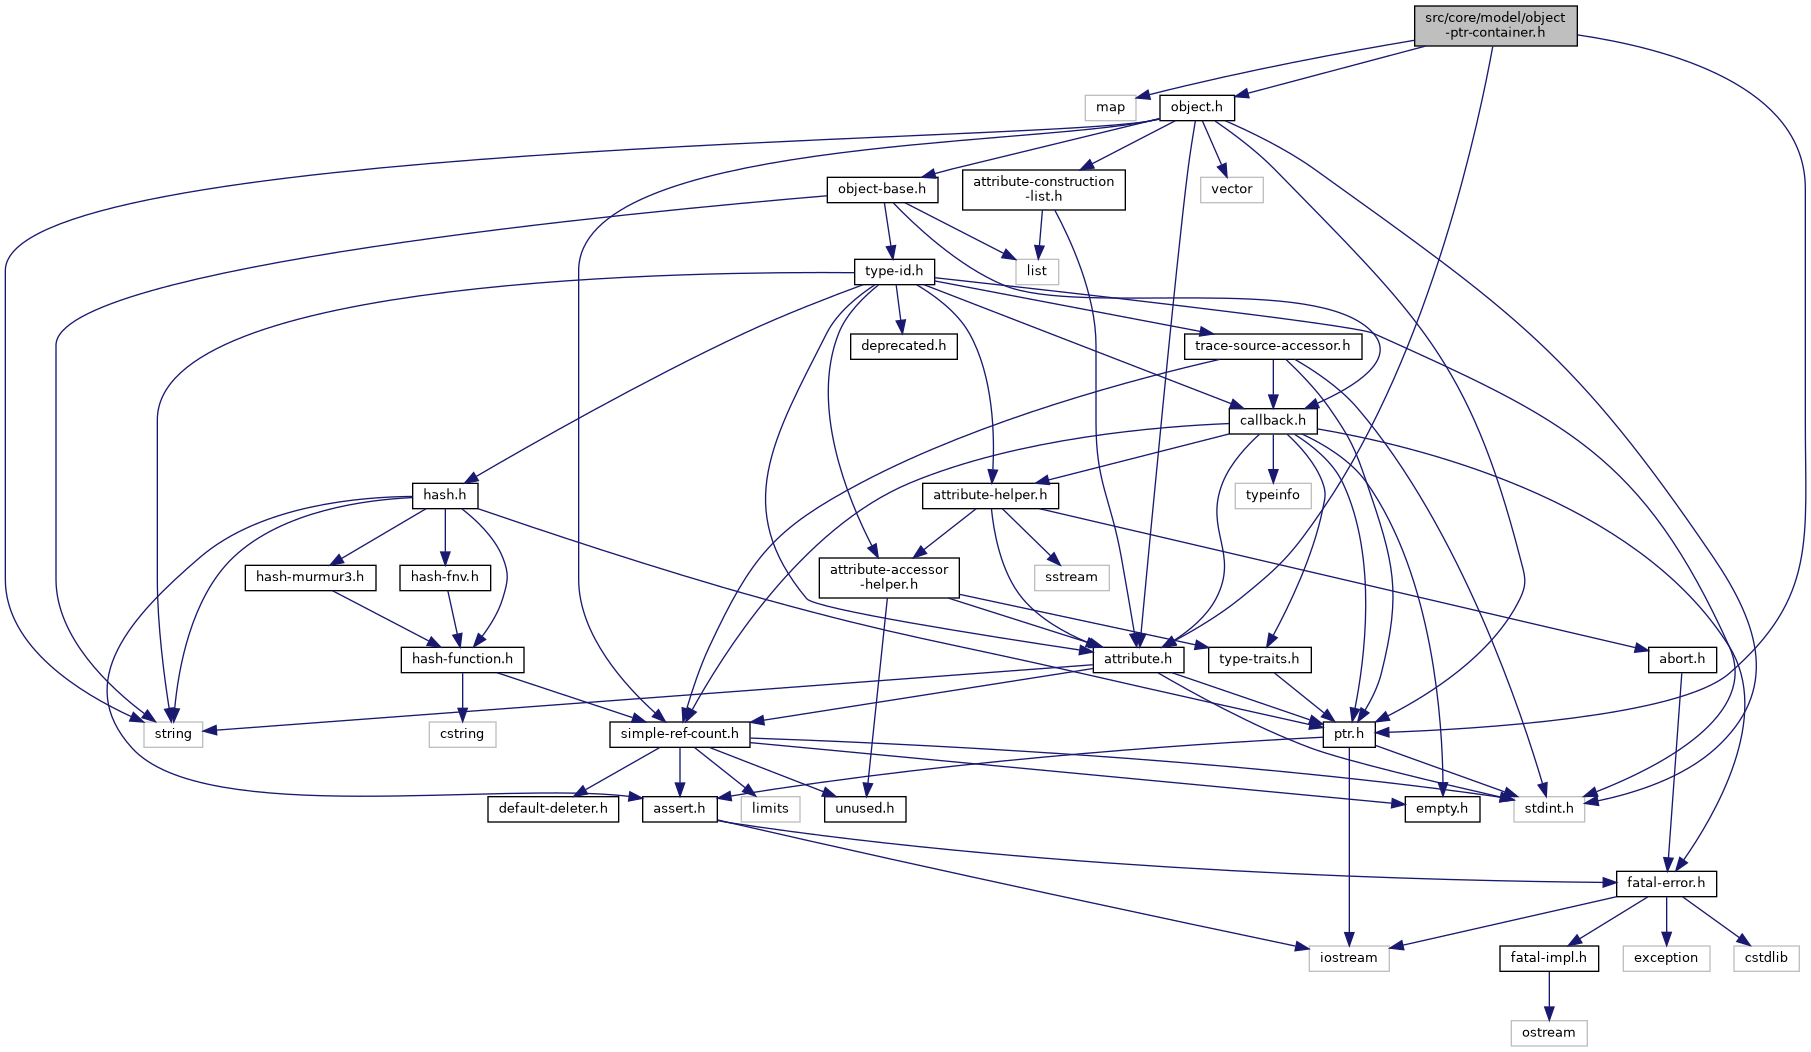 src/core/model/object
-ptr-container.h
map
object.h
object-base.h
attribute-construction
-list.h
vector
type-id.h
list
deprecated.h
trace-source-accessor.h
callback.h
hash.h
attribute-helper.h
typeinfo
hash-murmur3.h
hash-fnv.h
attribute-accessor
-helper.h
sstream
hash-function.h
attribute.h
type-traits.h
abort.h
string
cstring
simple-ref-count.h
ptr.h
default-deleter.h
assert.h
limits
unused.h
empty.h
stdint.h
fatal-error.h
iostream
fatal-impl.h
exception
cstdlib
ostream